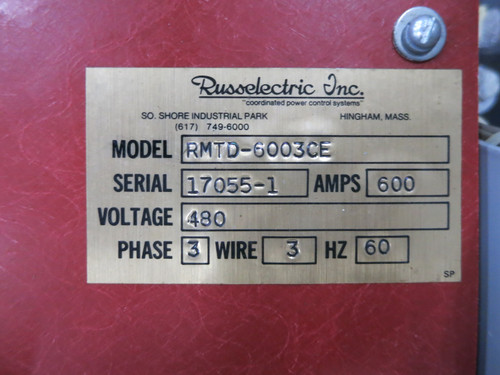 Russelectric Inc.
"coordinated power control systems"
SO. SHORE INDUSTRIAL PARK HINGHAM, MASS.
(617) 749-6000
MODEL RMTD-6003CE
SERIAL 17055-1 AMPS 600
VOLTAGE 480
PHASE 3 WIRE 3 HZ 60
SP